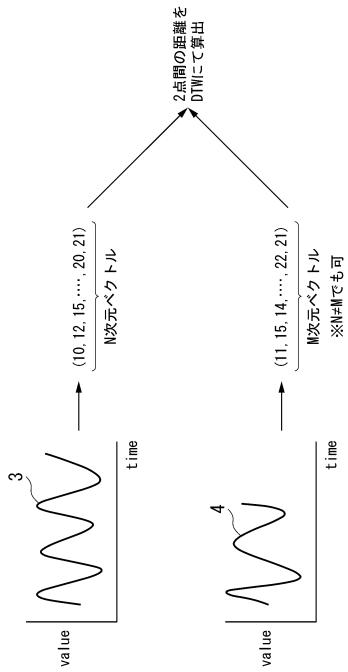 value
3
time
(10, 12, 15, ・・・・, 20, 21)
N次元ベクトル
value
4
time
(11, 15, 14, ・・・・, 22, 21)
M次元ベクトル
※N≠Mでも可
2点間の距離を
DTWにて算出